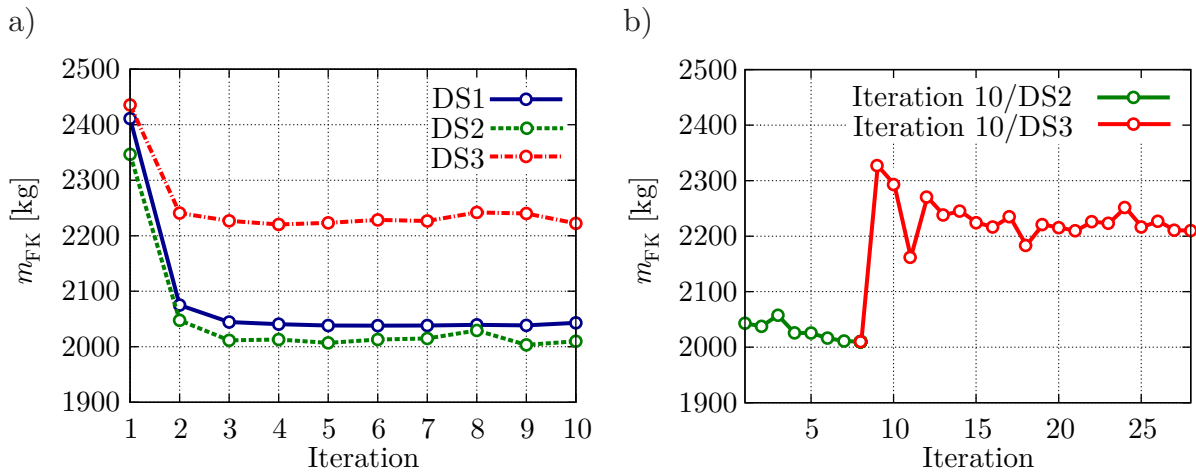 a)
m_FK [kg]
2500
2400
2300
2200
2100
2000
1900
DS1
DS2
DS3
1 2 3 4 5 6 7 8 9 10
Iteration
b)
m_FK [kg]
2500
2400
2300
2200
2100
2000
1900
Iteration 10/DS2
Iteration 10/DS3
5 10 15 20 25
Iteration